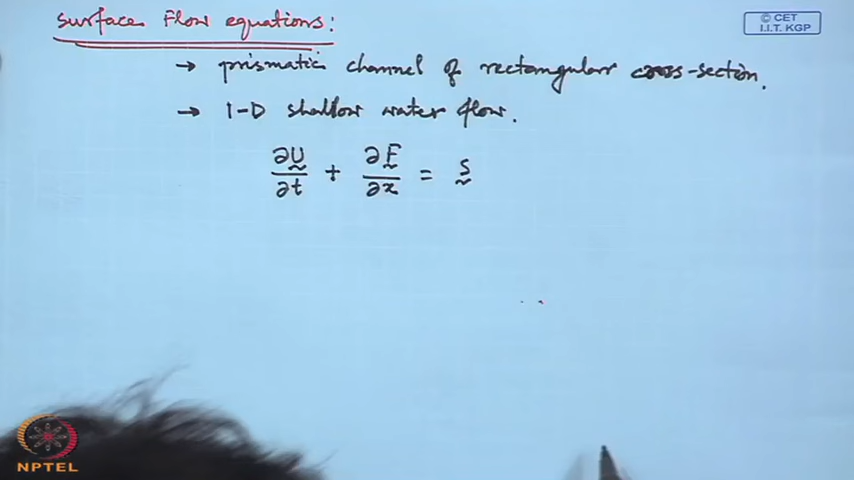 Surface Flow equations:
© CET
I.I.T. KGP
→ prismatic channel of rectangular cross-section.
→ 1-D shallow water flow.
∂U/∂t + ∂F/∂x = S
NPTEL